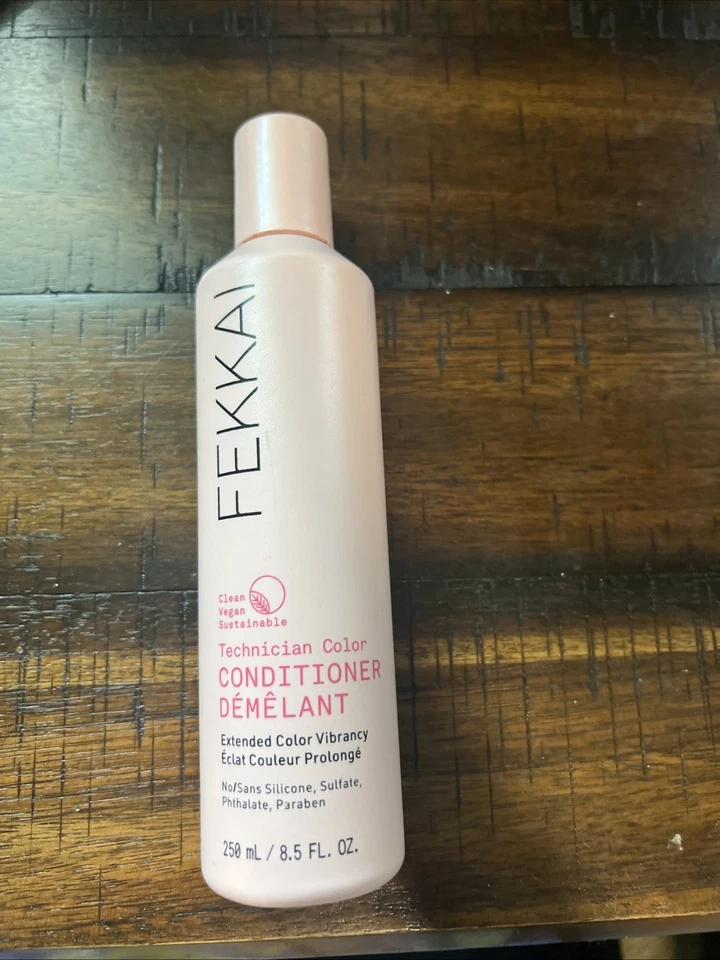 FEKKAI
Clean
Vegan
Sustainable
Technician Color
CONDITIONER
DÉMÊLANT
Extended Color Vibrancy
Éclat Couleur Prolongé
No/Sans Silicone, Sulfate,
Phthalate, Paraben
250 mL / 8.5 FL. OZ.